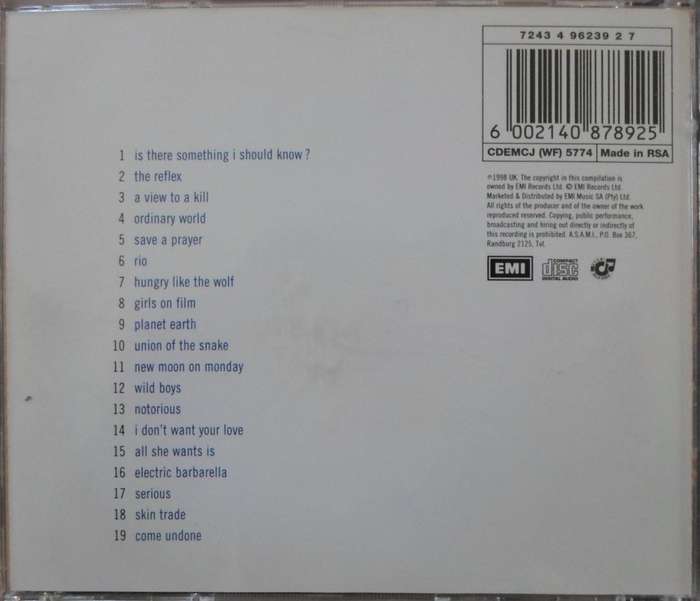 7243 4 96239 2 7
6 002140 878925
CDEMCJ (WF) 5774 Made in RSA
1 is there something i should know?
2 the reflex
3 a view to a kill
4 ordinary world
5 save a prayer
6 rio
7 hungry like the wolf
8 girls on film
9 planet earth
10 union of the snake
11 new moon on monday
12 wild boys
13 notorious
14 i don't want your love
15 all she wants is
16 electric barbarella
17 serious
18 skin trade
19 come undone
℗1998 UK. The copyright in this compilation is
owned by EMI Records Ltd. © EMI Records Ltd.
Marketed & Distributed by EMI Music SA (Pty) Ltd.
All rights of the producer and of the owner of the work
reproduced reserved. Copying, public performance,
broadcasting and hiring out directly or indirectly of
this recording is prohibited. A.S.A.M.I., P.O. Box 367,
Randburg 2125, Tvl.
EMI COMPACT disc DIGITAL AUDIO